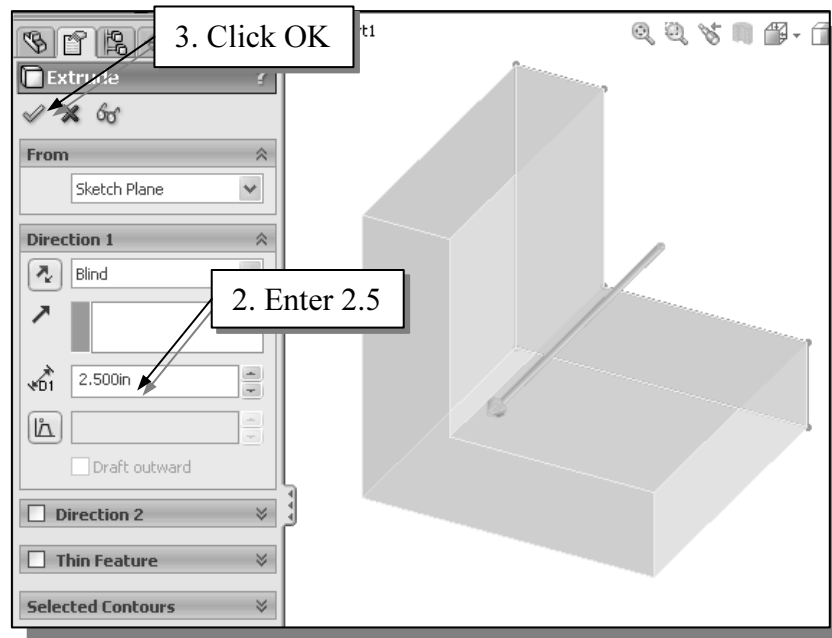 3. Click OK
t1
Extrude
?
From
Sketch Plane
Direction 1
Blind
2. Enter 2.5
D1
2.500in
Draft outward
Direction 2
Thin Feature
Selected Contours